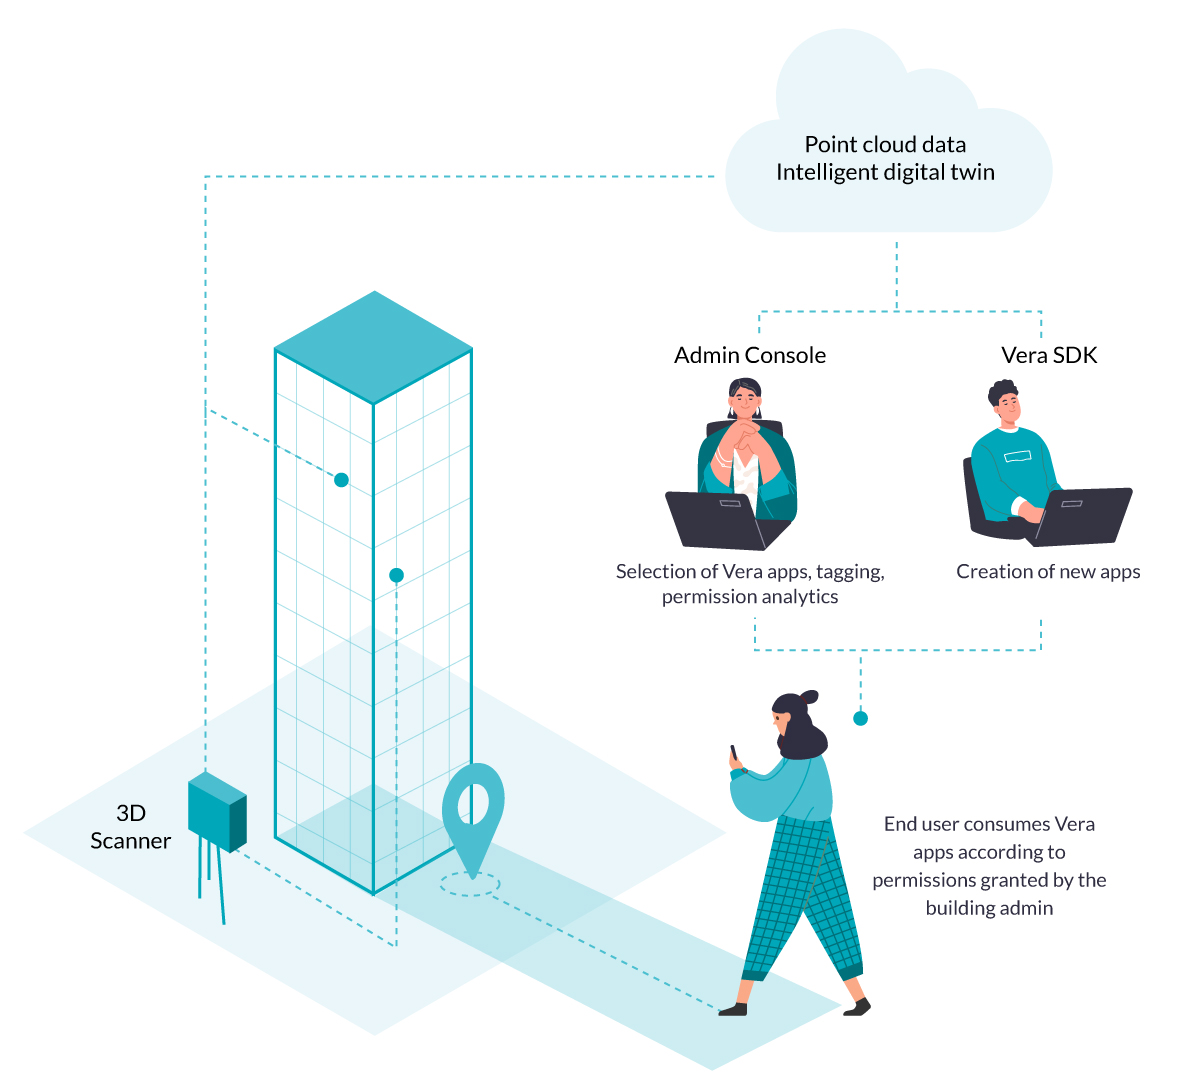 Point cloud data
Intelligent digital twin
Admin Console
Vera SDK
Selection of Vera apps, tagging,
permission analytics
Creation of new apps
3D
Scanner
End user consumes Vera
apps according to
permissions granted by the
building admin